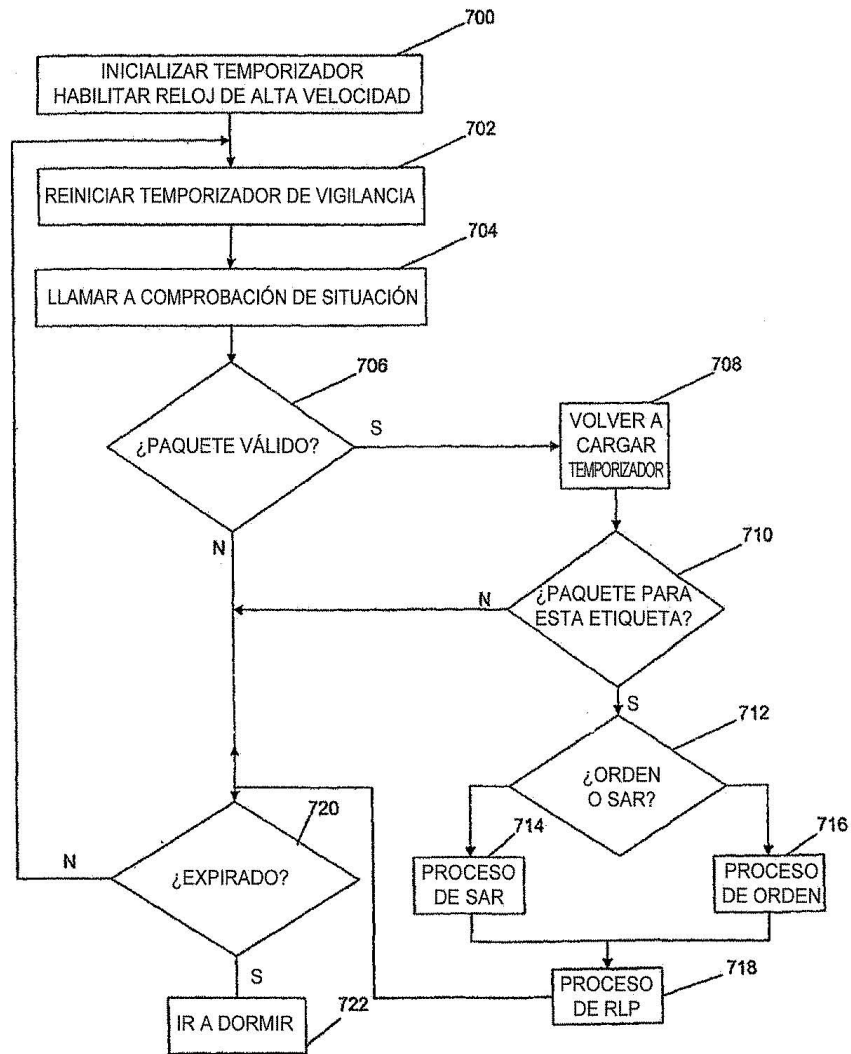 700
INICIALIZAR TEMPORIZADOR
HABILITAR RELOJ DE ALTA VELOCIDAD
702
REINICIAR TEMPORIZADOR DE VIGILANCIA
704
LLAMAR A COMPROBACIÓN DE SITUACIÓN
706
¿PAQUETE VÁLIDO?
S
N
708
VOLVER A
CARGAR
TEMPORIZADOR
710
¿PAQUETE PARA
ESTA ETIQUETA?
N
S
712
¿ORDEN
O SAR?
714
PROCESO
DE SAR
716
PROCESO
DE ORDEN
718
PROCESO
DE RLP
720
¿EXPIRADO?
N
S
722
IR A DORMIR